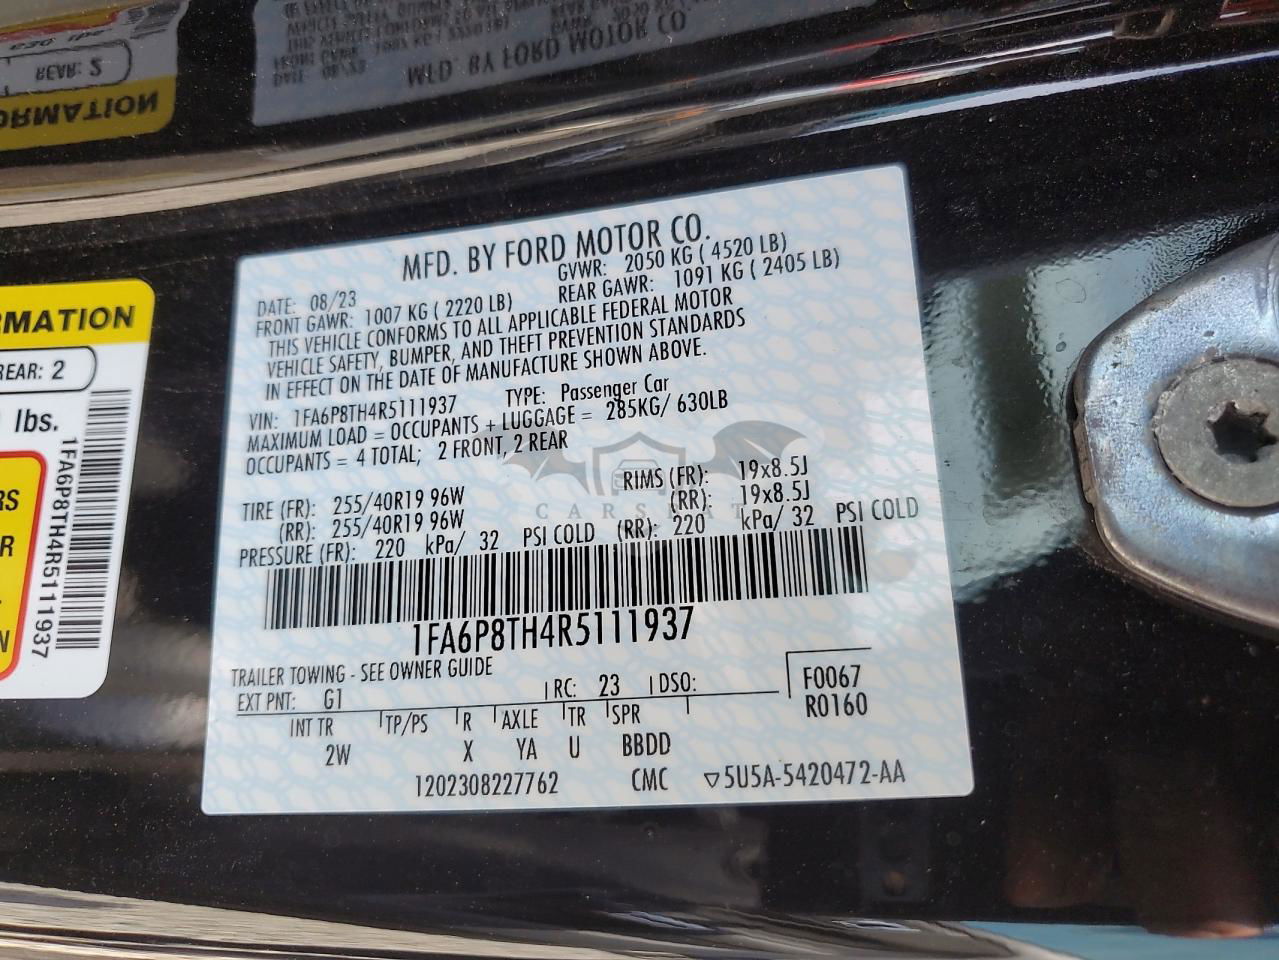 MFD. BY FORD MOTOR CO.
DATE: 08/23 GVWR: 2050 KG ( 4520 LB)
FRONT GAWR: 1007 KG ( 2220 LB) REAR GAWR: 1091 KG ( 2405 LB)
THIS VEHICLE CONFORMS TO ALL APPLICABLE FEDERAL MOTOR
VEHICLE SAFETY, BUMPER, AND THEFT PREVENTION STANDARDS
IN EFFECT ON THE DATE OF MANUFACTURE SHOWN ABOVE.
VIN: 1FA6P8TH4R5111937 TYPE: Passenger Car
MAXIMUM LOAD = OCCUPANTS + LUGGAGE = 285KG/ 630LB
OCCUPANTS = 4 TOTAL; 2 FRONT, 2 REAR
TIRE (FR): 255/40R19 96W RIMS (FR): 19x8.5J
(RR): 255/40R19 96W (RR): 19x8.5J
PRESSURE (FR): 220 kPa/ 32 PSI COLD (RR): 220 kPa/ 32 PSI COLD
1FA6P8TH4R5111937
TRAILER TOWING - SEE OWNER GUIDE
EXT PNT: G1 RC: 23 DSO: F0067
R0160
INT TR TP/PS R AXLE TR SPR
2W X YA U BBDD
1202308227762 CMC ▽5U5A-5420472-AA
REAR: 2
lbs.
1FA6P8TH4R5111937
MFD. BY FORD MOTOR CO.
DATE: 08/23
REAR: 2